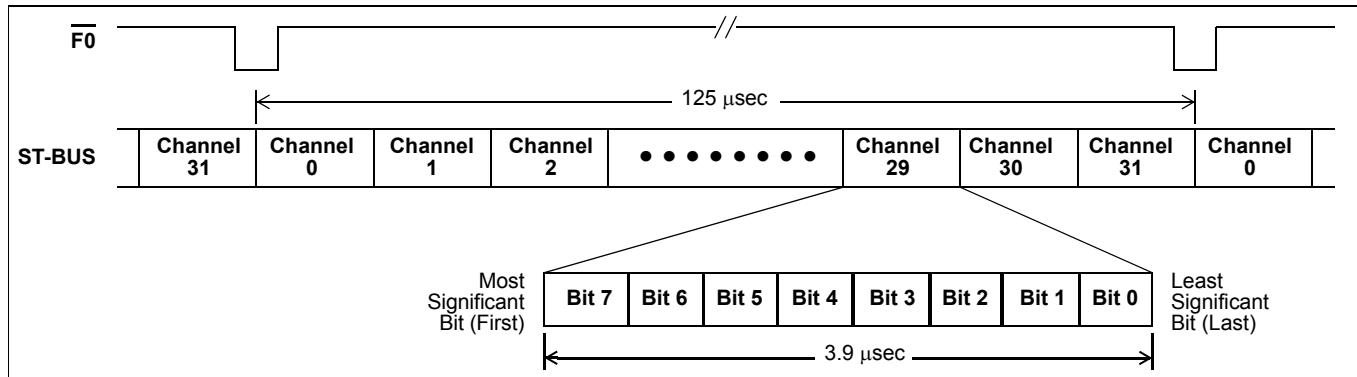 F0
125 μsec
ST-BUS
Channel 31
Channel 0
Channel 1
Channel 2
Channel 29
Channel 30
Channel 31
Channel 0
Most
Significant
Bit (First)
Bit 7
Bit 6
Bit 5
Bit 4
Bit 3
Bit 2
Bit 1
Bit 0
Least
Significant
Bit (Last)
3.9 μsec